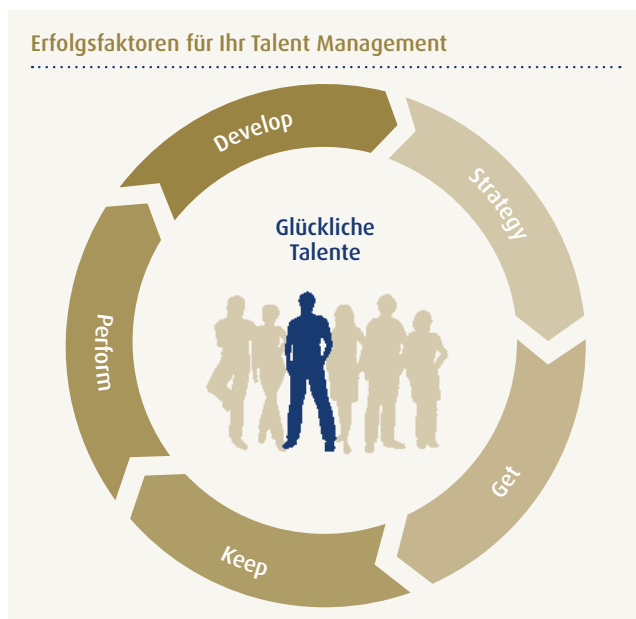 Erfolgsfaktoren für Ihr Talent Management
Develop
Strategy
Glückliche
Talente
Perform
Get
Keep